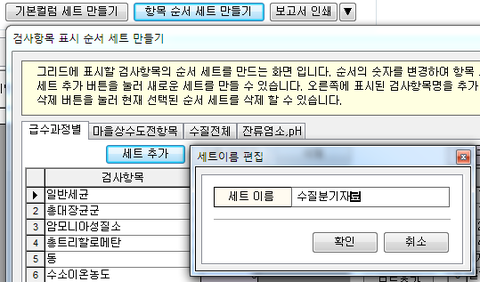 기본컬럼 세트 만들기
항목 순서 세트 만들기
보고서 인쇄
검사항목 표시 순서 세트 만들기
그리드에 표시할 검사항목의 순서 세트를 만드는 화면 입니다. 순서의 숫자를 변경하여 항목
세트 추가 버튼을 눌러 새로운 세트를 만들 수 있습니다. 오른쪽에 표시된 검사항목명을 추가
삭제 버튼을 눌러 현재 선택된 순서 세트를 삭제 할 수 있습니다.
급수과정별
마을상수도전항목
수질전체
잔류염소,pH
세트 추가
세트이름 편집
검사항목
세트 이름
수질분기자료
일반세균
2 총대장균군
3 암모니아성질소
4 총트리할로메탄
5 동
6 수소이온농도
확인
취소